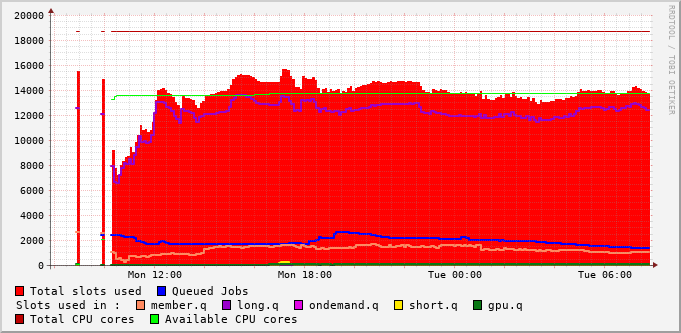 20000
18000
16000
14000
12000
10000
8000
6000
4000
2000
0
Mon 12:00 Mon 18:00 Tue 00:00 Tue 06:00
RRDTOOL / TOBI OETIKER
Total slots used Queued Jobs
Slots used in : member.q long.q ondemand.q short.q gpu.q
Total CPU cores Available CPU cores